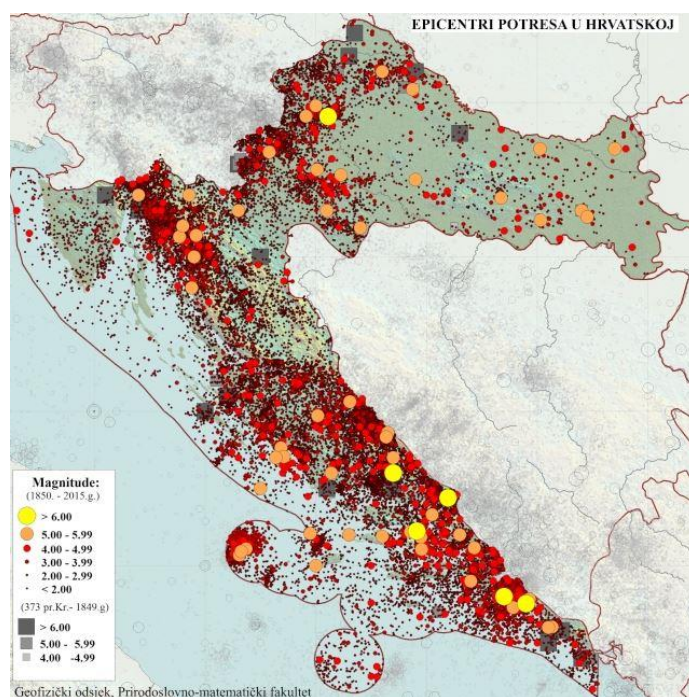 EPICENTRI POTRESA U HRVATSKOJ
Magnitude:
(1850. - 2015.g.)
> 6.00
5.00 - 5.99
4.00 - 4.99
3.00 - 3.99
2.00 - 2.99
< 2.00
(373 pr.Kr.- 1849.g)
> 6.00
5.00 - 5.99
4.00 -4.99
Geofizički odsjek, Prirodoslovno-matematički fakultet